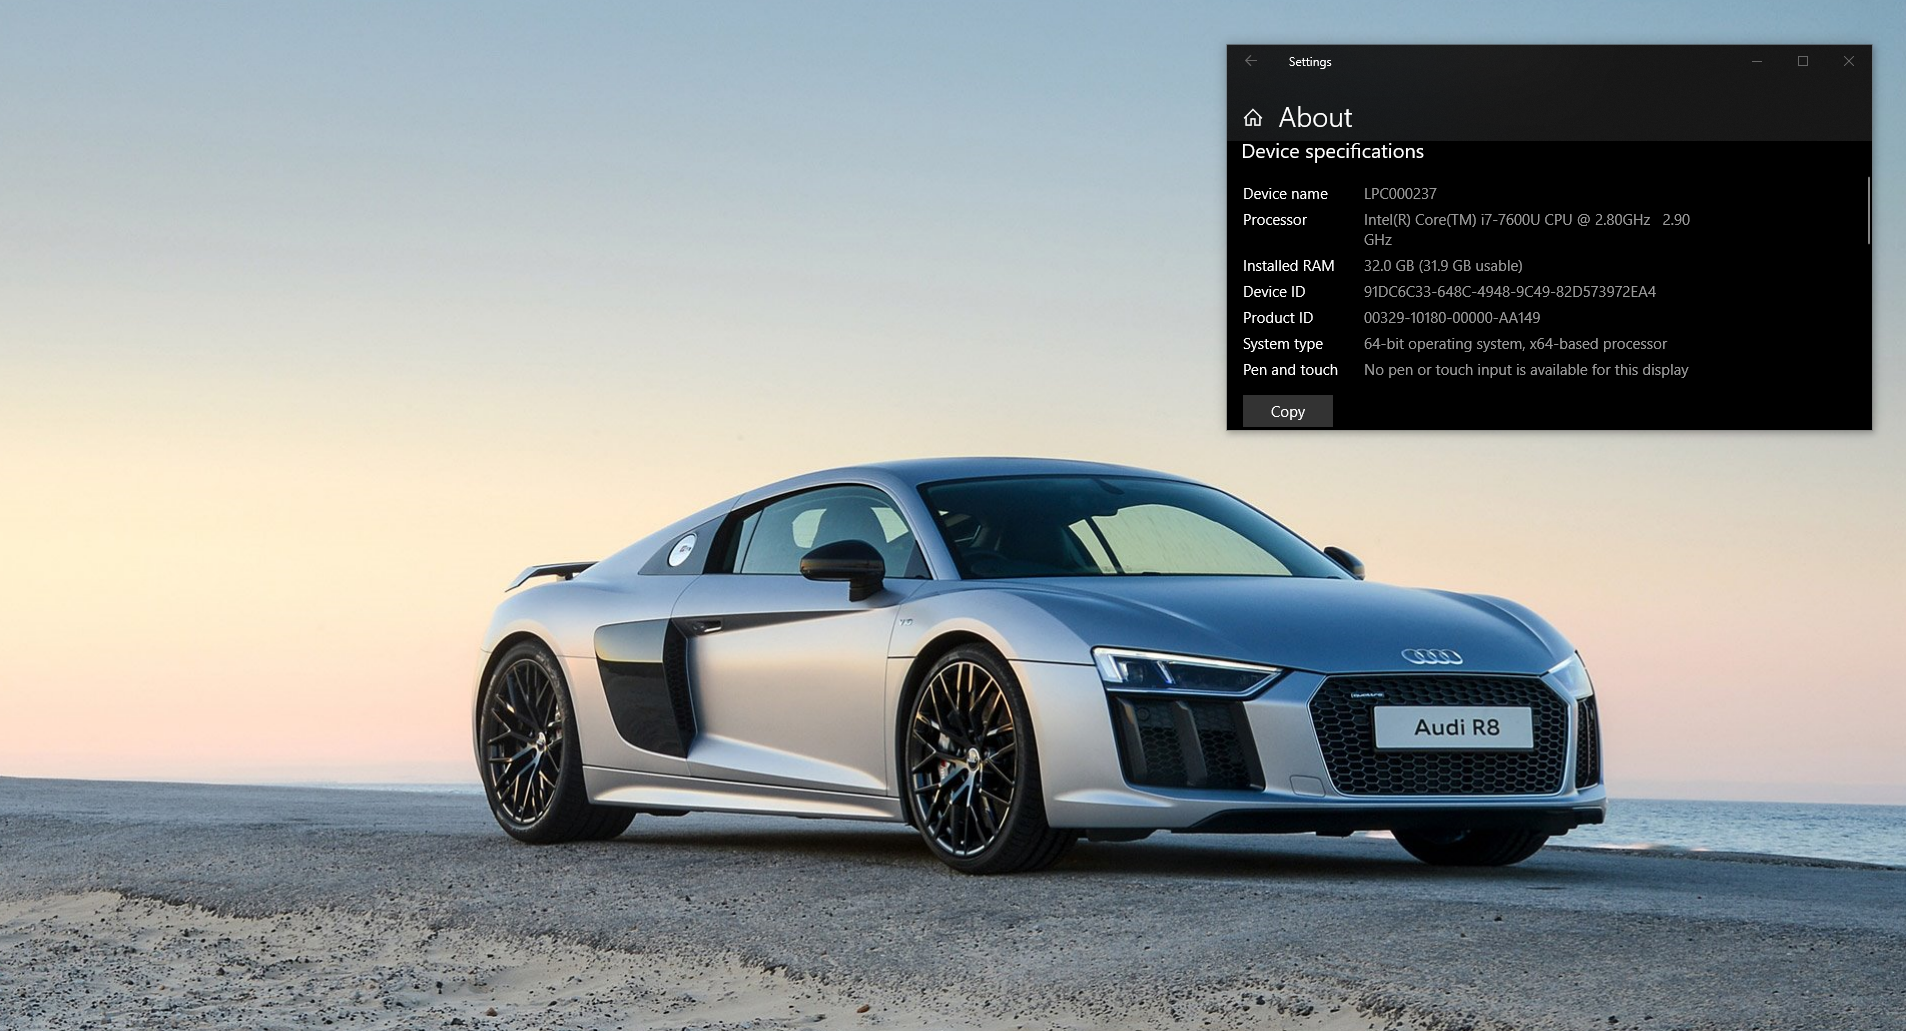 Settings
About
Device specifications
Device name LPC000237
Processor Intel(R) Core(TM) i7-7600U CPU @ 2.80GHz 2.90
GHz
Installed RAM 32.0 GB (31.9 GB usable)
Device ID 91DC6C33-648C-4948-9C49-82D573972EA4
Product ID 00329-10180-00000-AA149
System type 64-bit operating system, x64-based processor
Pen and touch No pen or touch input is available for this display
Copy
Audi R8